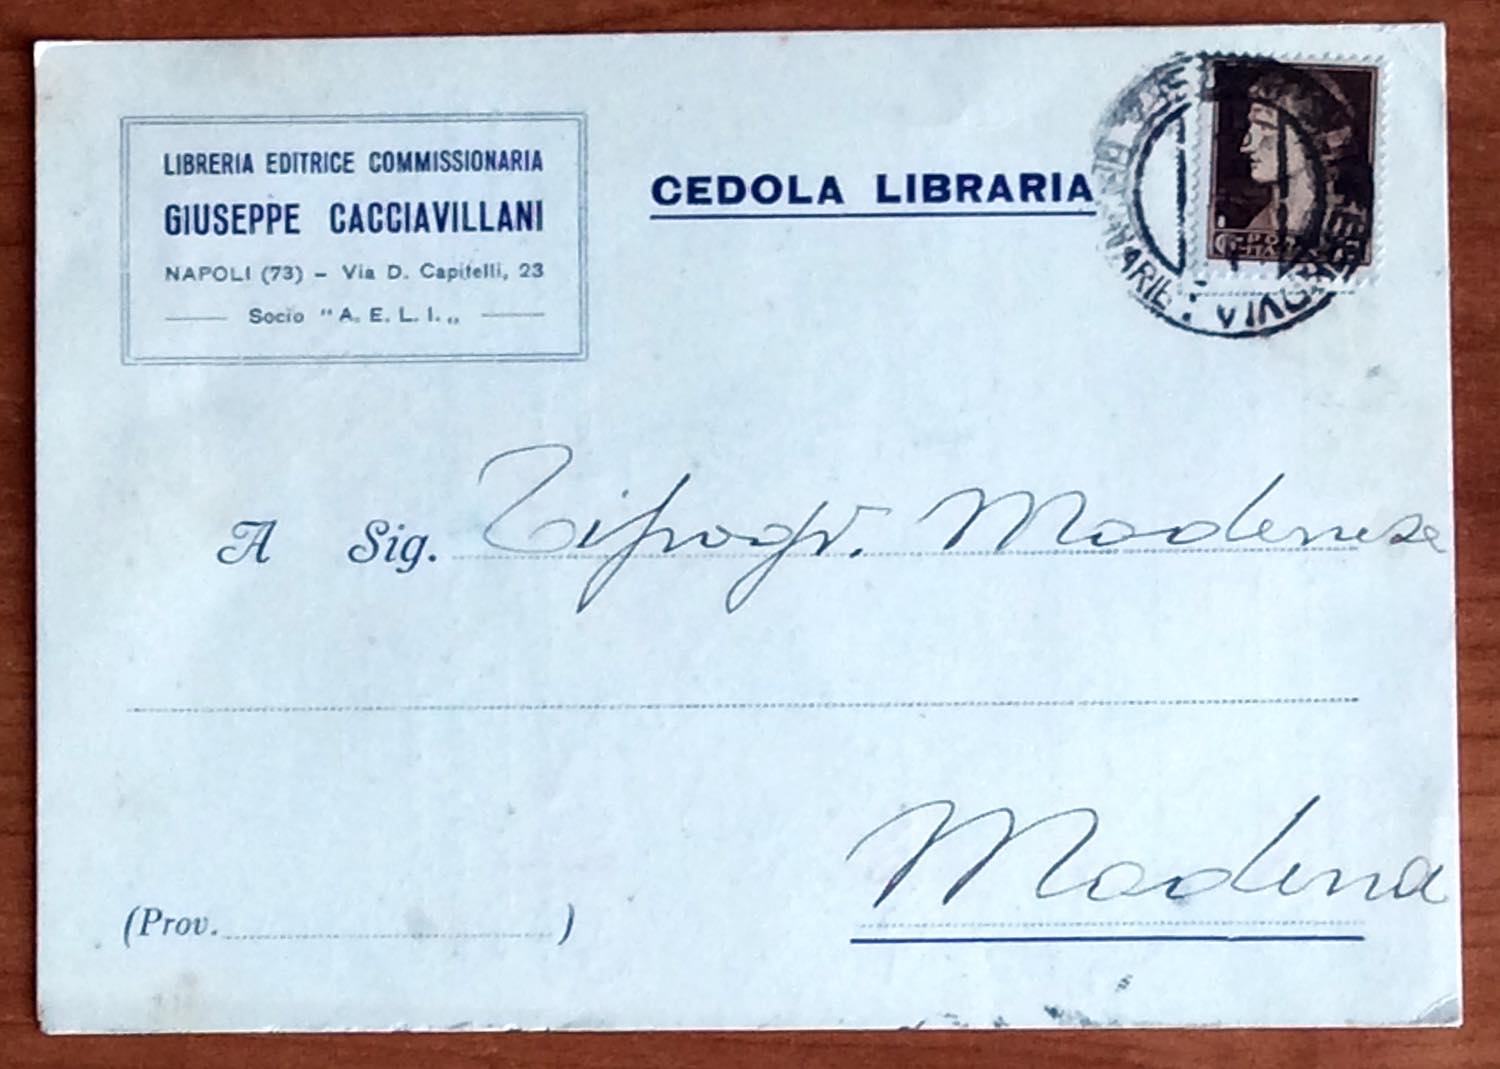 LIBRERIA EDITRICE COMMISSIONARIA
GIUSEPPE CACCIAVILLANI
NAPOLI (73) - Via D. Capitelli, 23
Socio "A. E. L. I.„
CEDOLA LIBRARIA
A Sig. Tipogr. Modenese
Modena
(Prov. )